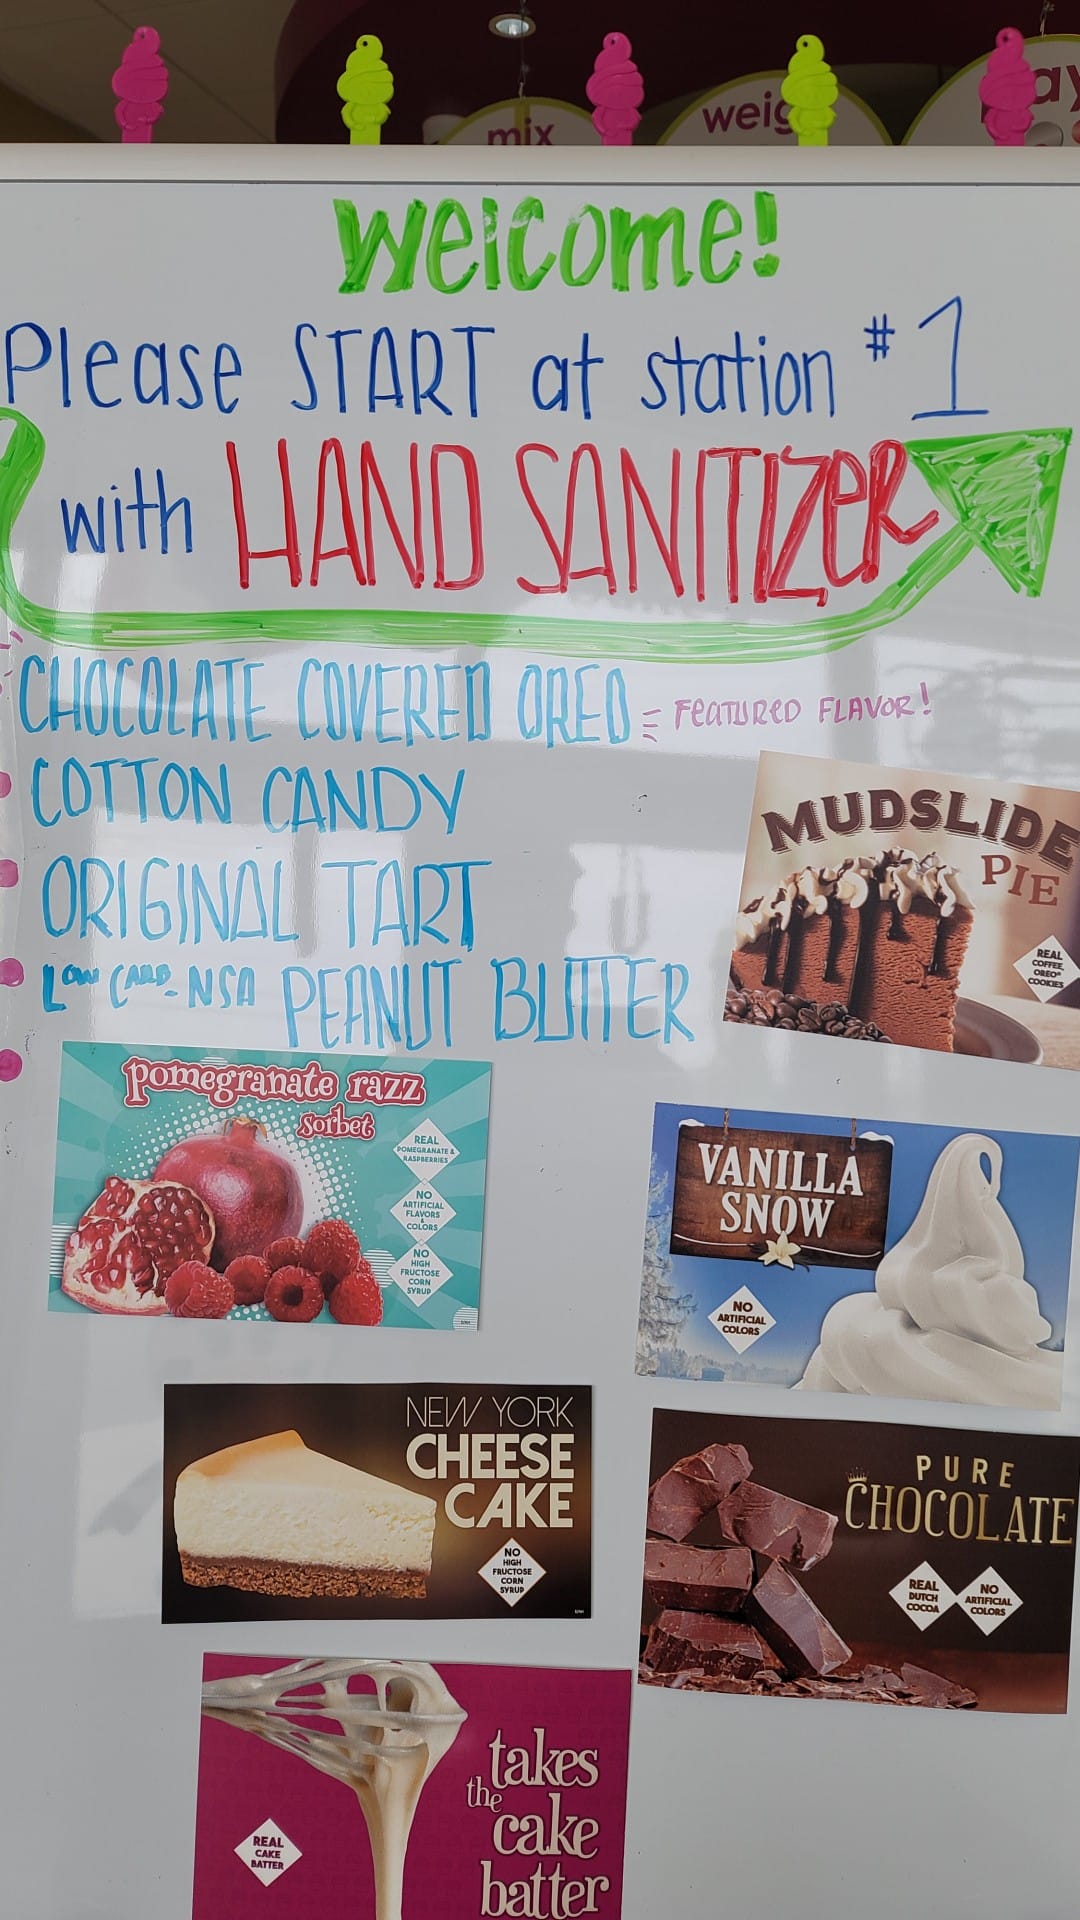 mix
weig
ay
Welcome!
Please START at station #1
with HAND SANITIZER
CHOCOLATE COVERED OREO = FEATURED FLAVOR!
COTTON CANDY
ORIGINAL TART
LOW CARB-NSA PEANUT BUTTER
MUDSLIDE
PIE
REAL
COFFEE,
OREO®
COOKIES
pomegranate razz
sorbet
REAL
POMEGRANATE &
RASPBERRIES
NO
ARTIFICIAL
FLAVORS
&
COLORS
NO
HIGH
FRUCTOSE
CORN
SYRUP
VANILLA
SNOW
NO
ARTIFICIAL
COLORS
NEW YORK
CHEESE
CAKE
NO
HIGH
FRUCTOSE
CORN
SYRUP
PURE
CHOCOLATE
REAL
DUTCH
COCOA
NO
ARTIFICIAL
COLORS
takes
the cake
batter
REAL
CAKE
BATTER